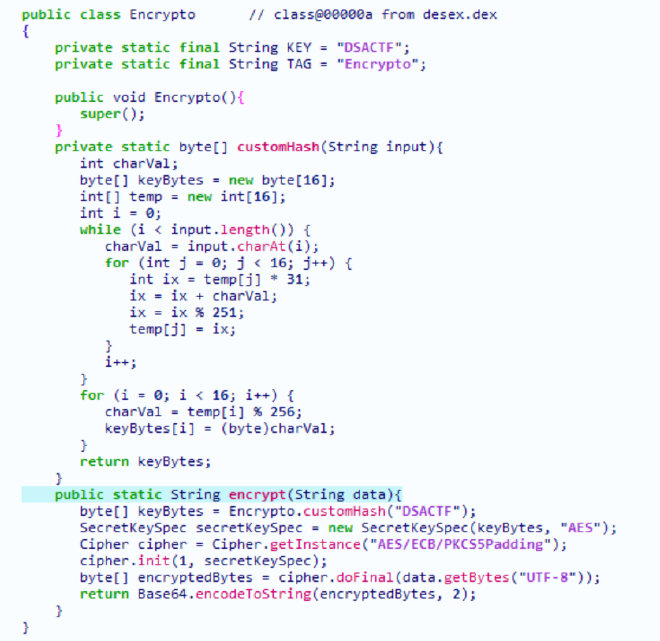 public class Encrypto // class@00000a from desex.dex
{
private static final String KEY = "DSACTF";
private static final String TAG = "Encrypto";
public void Encrypto(){
super();
}
private static byte[] customHash(String input){
int charVal;
byte[] keyBytes = new byte[16];
int[] temp = new int[16];
int i = 0;
while (i < input.length()) {
charVal = input.charAt(i);
for (int j = 0; j < 16; j++) {
int ix = temp[j] * 31;
ix = ix + charVal;
ix = ix % 251;
temp[j] = ix;
}
i++;
}
for (i = 0; i < 16; i++) {
charVal = temp[i] % 256;
keyBytes[i] = (byte)charVal;
}
return keyBytes;
}
public static String encrypt(String data){
byte[] keyBytes = Encrypto.customHash("DSACTF");
SecretKeySpec secretKeySpec = new SecretKeySpec(keyBytes, "AES");
Cipher cipher = Cipher.getInstance("AES/ECB/PKCS5Padding");
cipher.init(1, secretKeySpec);
byte[] encryptedBytes = cipher.doFinal(data.getBytes("UTF-8"));
return Base64.encodeToString(encryptedBytes, 2);
}
}